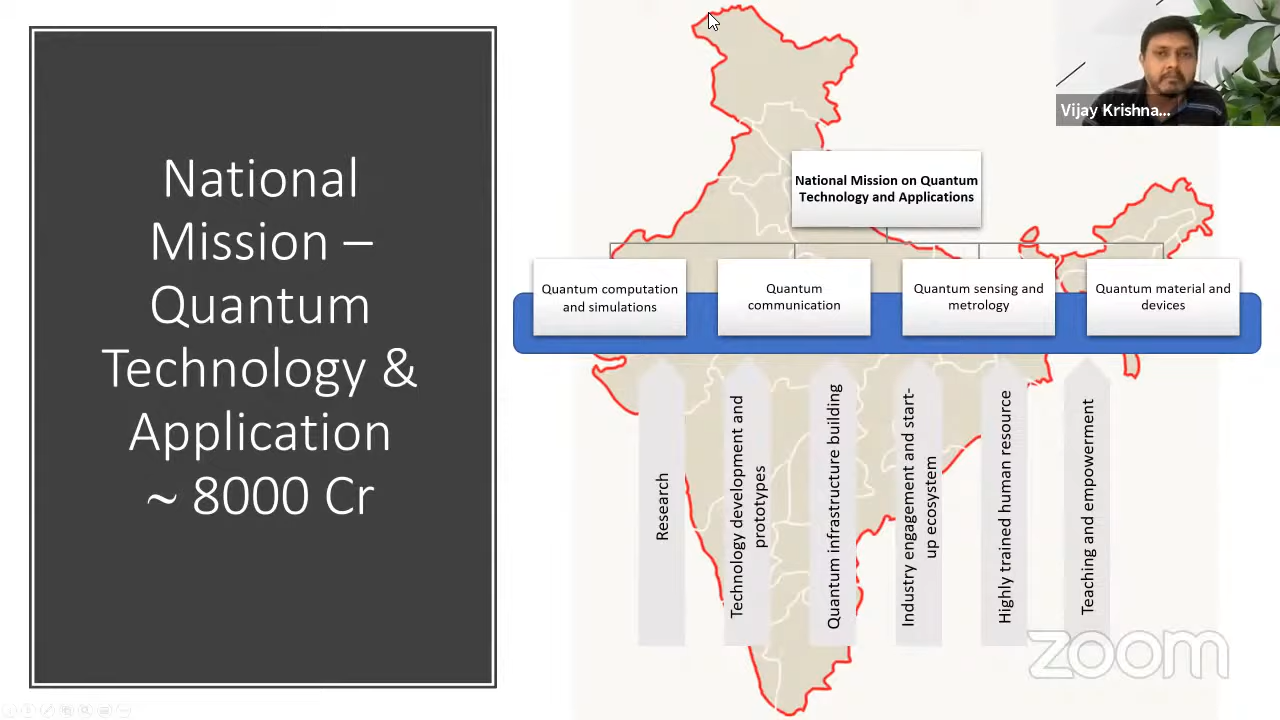 National
Mission –
Quantum
Technology &
Application
~ 8000 Cr
Vijay Krishna...
National Mission on Quantum
Technology and Applications
Quantum computation
and simulations
Quantum
communication
Quantum sensing and
metrology
Quantum material and
devices
Research
Technology development and
prototypes
Quantum infrastructure building
Industry engagement and start-
up ecosystem
Highly trained human resource
Teaching and empowerment
zoom